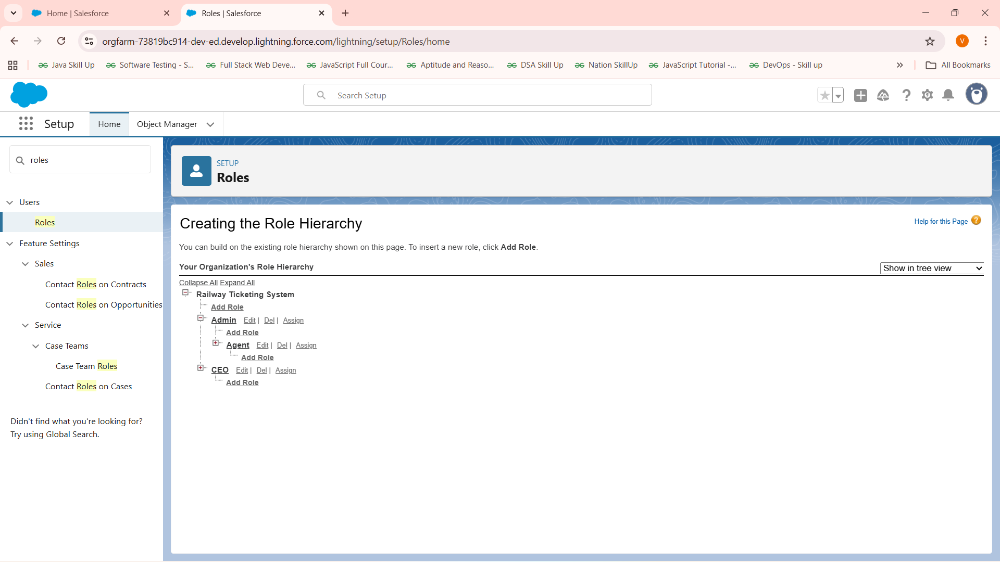 Home | Salesforce
Roles | Salesforce
orgfarm-73819bc914-dev-ed.develop.lightning.force.com/lightning/setup/Roles/home
V
Java Skill Up
Software Testing - S...
Full Stack Web Deve...
JavaScript Full Cour...
Aptitude and Reaso...
DSA Skill Up
Nation SkillUp
JavaScript Tutorial -...
DevOps - Skill up
All Bookmarks
Search Setup
Setup
Home
Object Manager
roles
Users
Roles
Feature Settings
Sales
Contact Roles on Contracts
Contact Roles on Opportunities
Service
Case Teams
Case Team Roles
Contact Roles on Cases
Didn't find what you're looking for?
Try using Global Search.
SETUP
Roles
Creating the Role Hierarchy
Help for this Page ?
You can build on the existing role hierarchy shown on this page. To insert a new role, click Add Role.
Your Organization's Role Hierarchy
Show in tree view
Collapse All Expand All
Railway Ticketing System
Add Role
Admin Edit | Del | Assign
Add Role
Agent Edit | Del | Assign
Add Role
CEO Edit | Del | Assign
Add Role